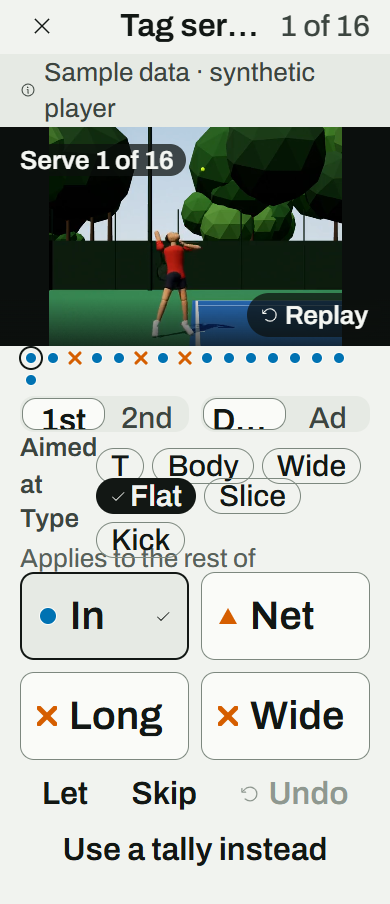 Tag ser… 1 of 16
Sample data · synthetic
player
Serve 1 of 16
Replay
1st 2nd D… Ad
Aimed at T Body Wide
Type Flat Slice
Kick
Applies to the rest of
In Net
Long Wide
Let Skip Undo
Use a tally instead